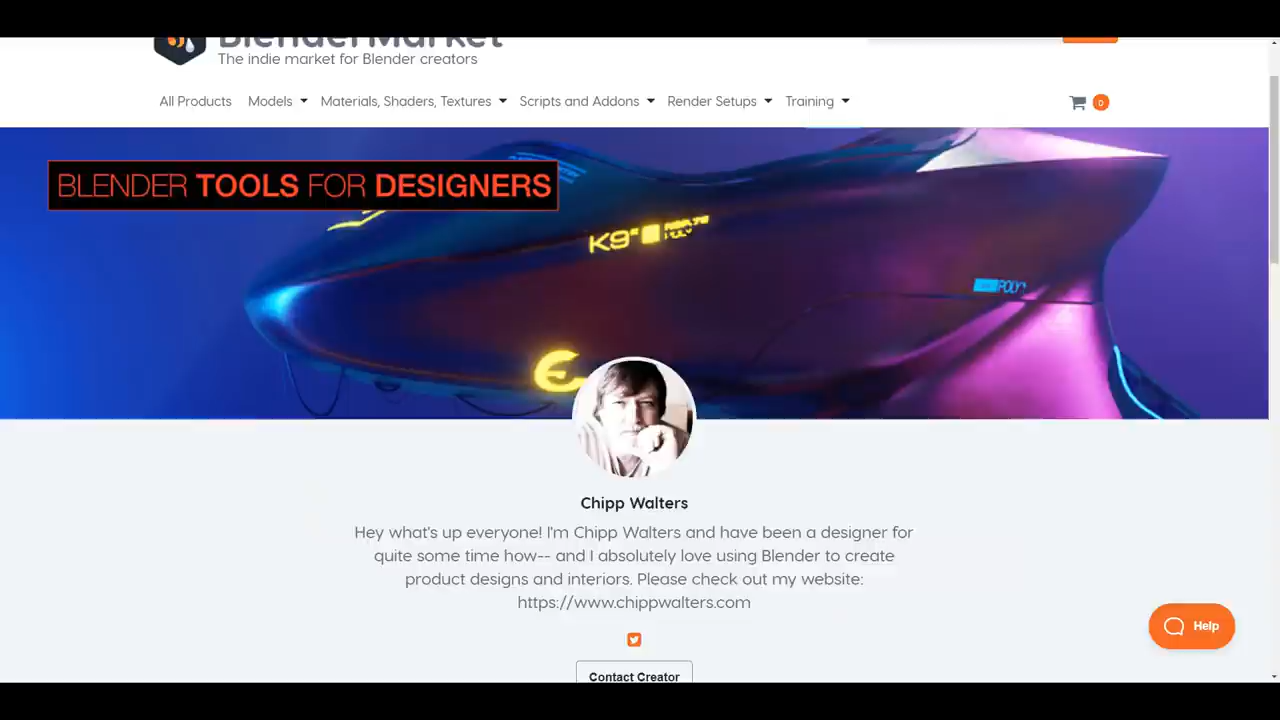 BlenderMarket
The indie market for Blender creators
All Products Models Materials, Shaders, Textures Scripts and Addons Render Setups Training 0
BLENDER TOOLS FOR DESIGNERS
K9
POLY
Chipp Walters
Hey what's up everyone! I'm Chipp Walters and have been a designer for
quite some time how-- and I absolutely love using Blender to create
product designs and interiors. Please check out my website:
https://www.chippwalters.com
Help
Contact Creator